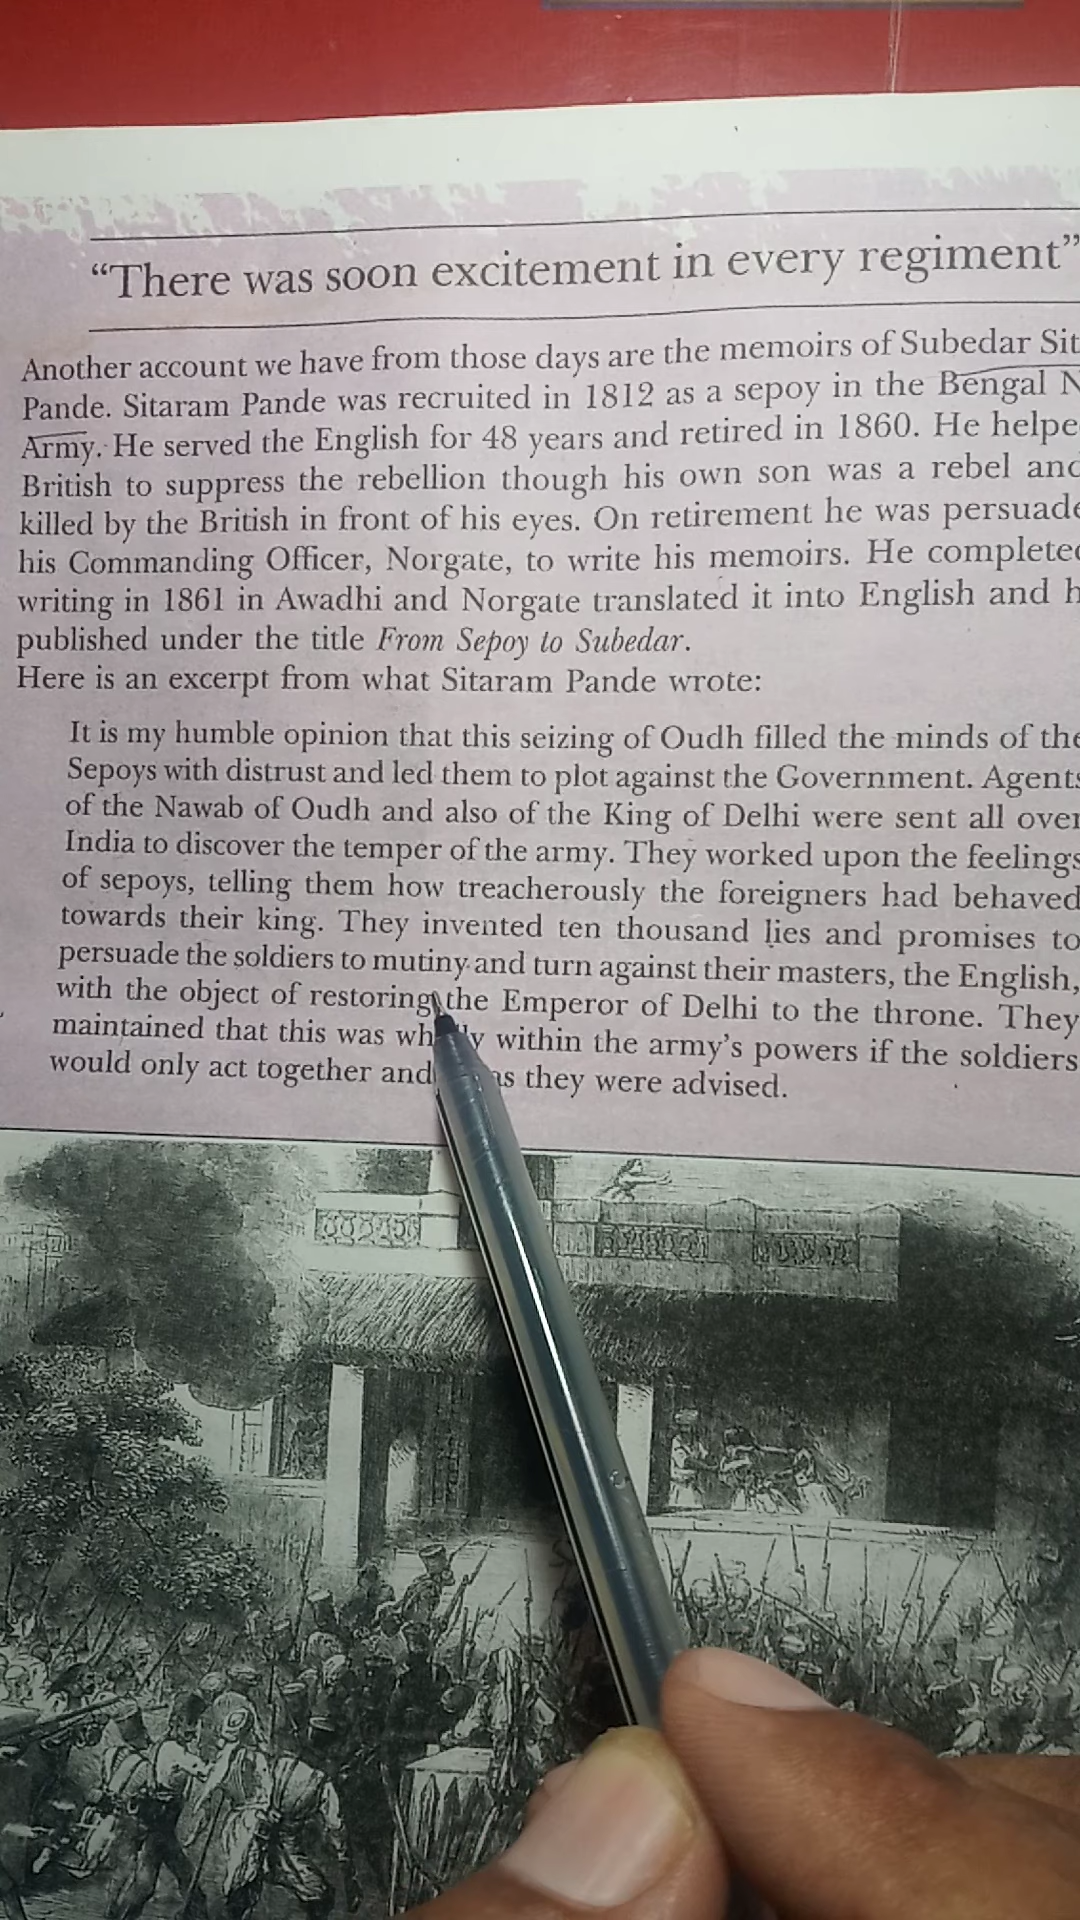 “There was soon excitement in every regiment”
Another account we have from those days are the memoirs of Subedar Sit
Pande. Sitaram Pande was recruited in 1812 as a sepoy in the Bengal N
Army. He served the English for 48 years and retired in 1860. He helpe
British to suppress the rebellion though his own son was a rebel and
killed by the British in front of his eyes. On retirement he was persuade
his Commanding Officer, Norgate, to write his memoirs. He completed
writing in 1861 in Awadhi and Norgate translated it into English and h
published under the title From Sepoy to Subedar.
Here is an excerpt from what Sitaram Pande wrote:
It is my humble opinion that this seizing of Oudh filled the minds of the
Sepoys with distrust and led them to plot against the Government. Agents
of the Nawab of Oudh and also of the King of Delhi were sent all over
India to discover the temper of the army. They worked upon the feelings
of sepoys, telling them how treacherously the foreigners had behaved
towards their king. They invented ten thousand lies and promises to
persuade the soldiers to mutiny and turn against their masters, the English,
with the object of restoring the Emperor of Delhi to the throne. They
maintained that this was wh ly within the army’s powers if the soldiers
would only act together and as they were advised.